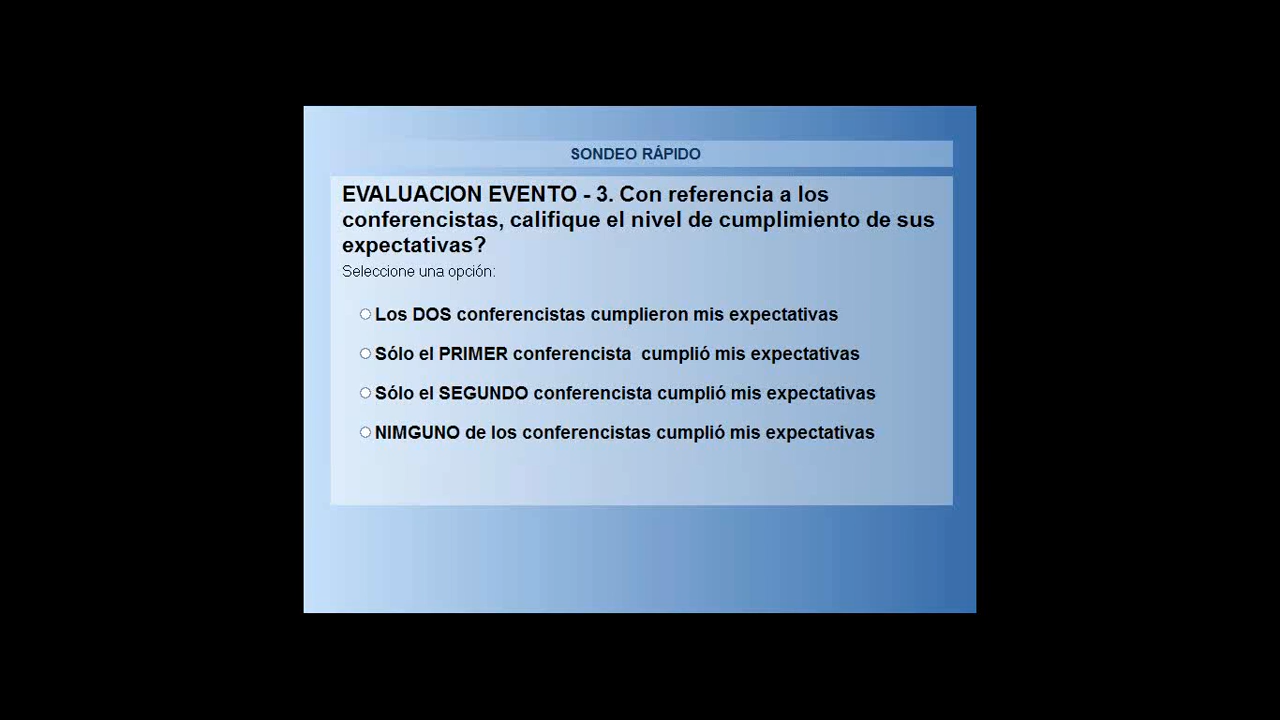 SONDEO RÁPIDO
EVALUACION EVENTO - 3. Con referencia a los
conferencistas, califique el nivel de cumplimiento de sus
expectativas?
Seleccione una opción:
Los DOS conferencistas cumplieron mis expectativas
Sólo el PRIMER conferencista  cumplió mis expectativas
Sólo el SEGUNDO conferencista cumplió mis expectativas
NIMGUNO de los conferencistas cumplió mis expectativas